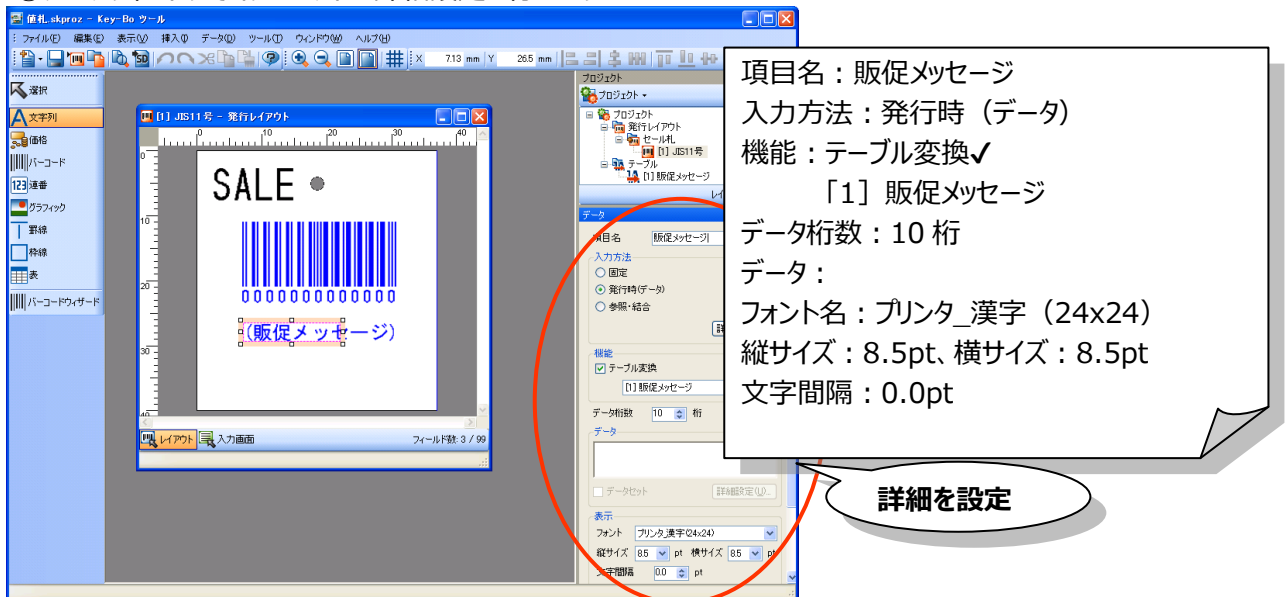 値札.skproz - Key-Bo ツール
ファイル(F) 編集(E) 表示(V) 挿入(I) データ(D) ツール(T) ウィンドウ(W) ヘルプ(H)
X 7.13 mm Y 26.5 mm
選択
文字列
価格
バーコード
連番
グラフィック
罫線
枠線
表
バーコードウィザード
[1] JIS11号 - 発行レイアウト
0 10 20 30 40
0
10
20
30
40
SALE
0000000000000
(販促メッセージ)
レイアウト 入力画面 フィールド数: 3 / 99
プロジェクト
プロジェクト
プロジェクト
発行レイアウト
セール札
[1] JIS11号
テーブル
[1] 販促メッセージ
データ
項目名 販促メッセージ
入力方法
固定
発行時(データ)
参照・結合
機能
テーブル変換
[1] 販促メッセージ
データ桁数 10 桁
データ
データセット 詳細設定(U)...
表示
フォント プリンタ_漢字(24x24)
縦サイズ 8.5 pt 横サイズ 8.5 pt
文字間隔 0.0 pt
項目名：販促メッセージ
入力方法：発行時（データ）
機能：テーブル変換✔
「1］販促メッセージ
データ桁数：10 桁
データ：
フォント名：プリンタ_漢字（24x24）
縦サイズ：8.5pt、横サイズ：8.5pt
文字間隔：0.0pt
詳細を設定